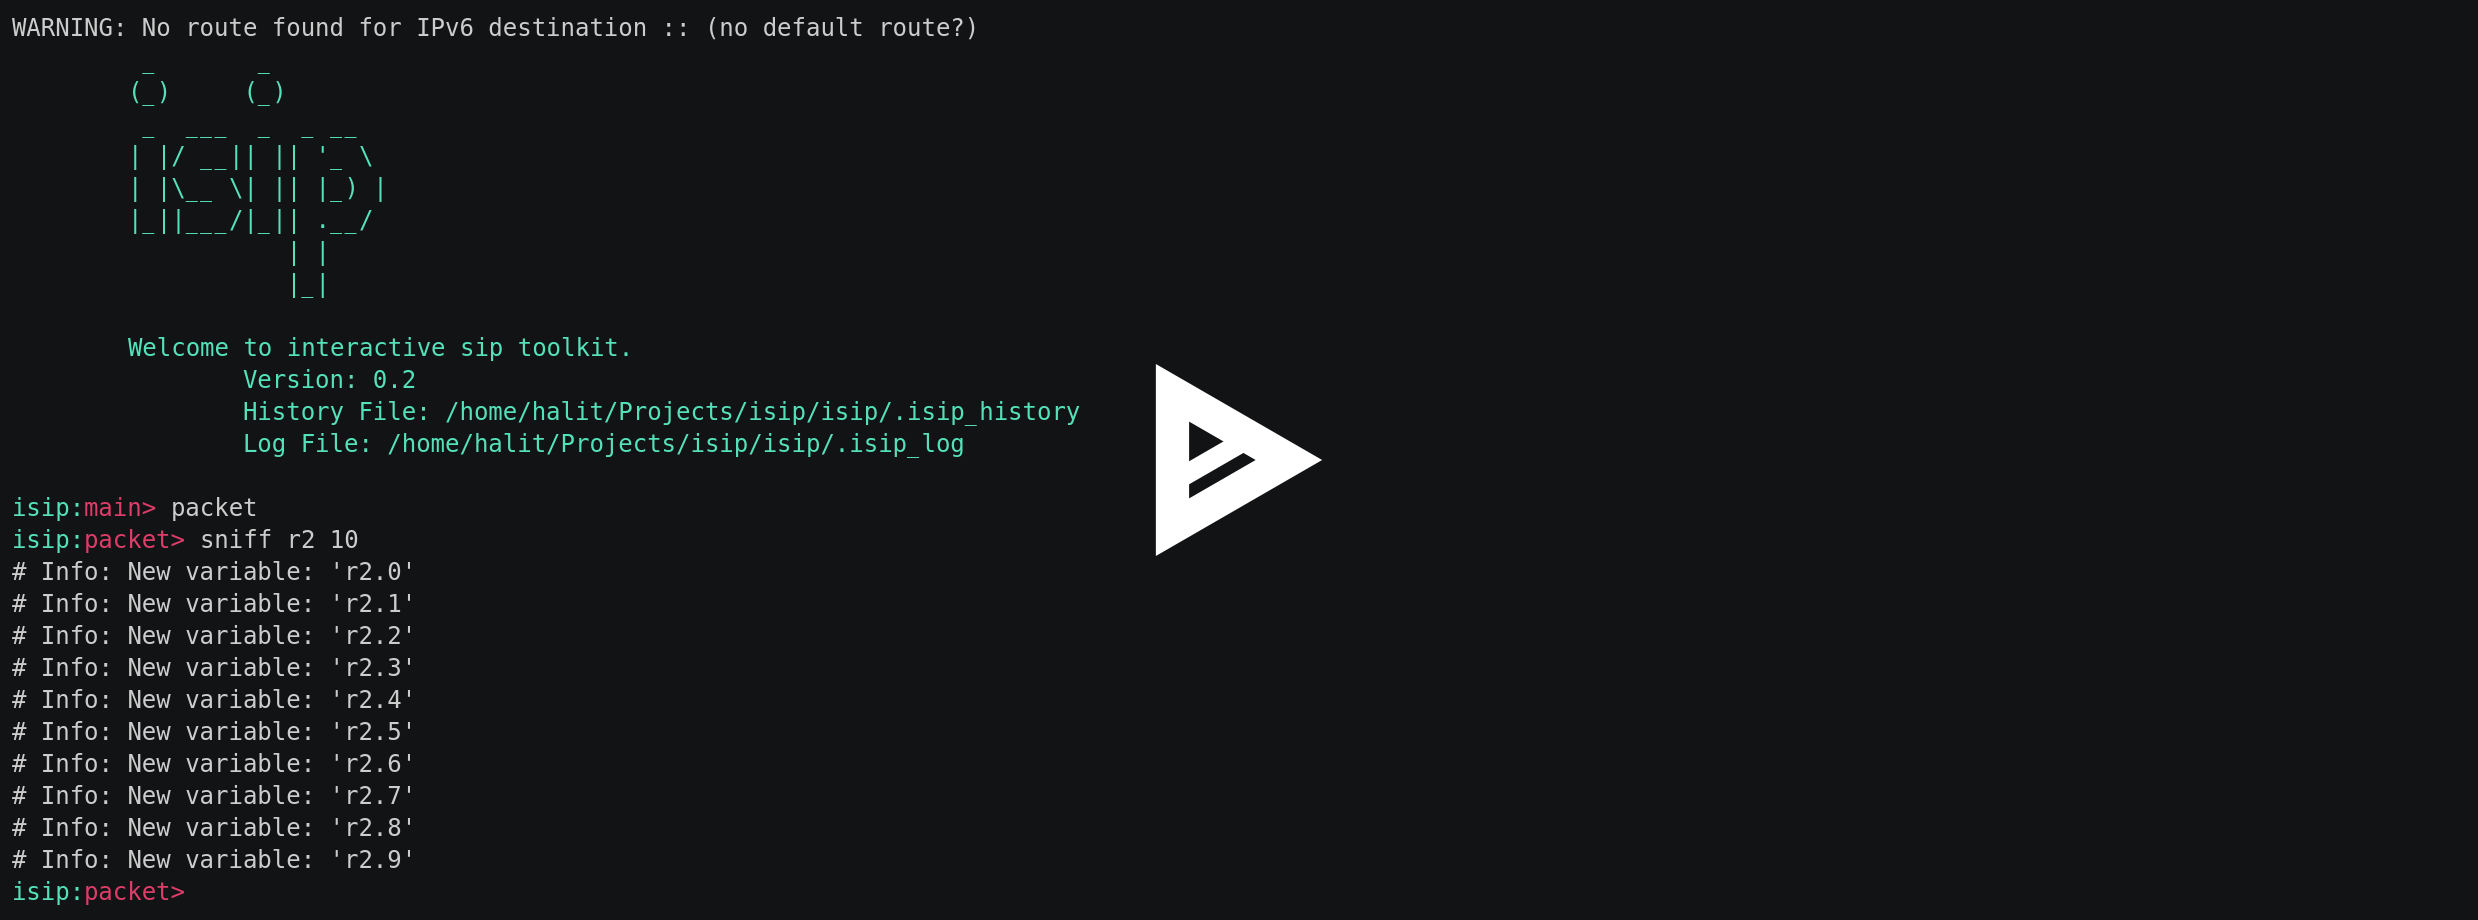 WARNING: No route found for IPv6 destination :: (no default route?)
         _       _
        (_)     (_)
         _  ___  _  _ __
        | |/ __|| || '_ \
        | |\__ \| || |_) |
        |_||___/|_|| .__/
                   | |
                   |_|
Welcome to interactive sip toolkit.
Version: 0.2
History File: /home/halit/Projects/isip/isip/.isip_history
Log File: /home/halit/Projects/isip/isip/.isip_log
isip:main> packet
isip:packet> sniff r2 10
# Info: New variable: 'r2.0'
# Info: New variable: 'r2.1'
# Info: New variable: 'r2.2'
# Info: New variable: 'r2.3'
# Info: New variable: 'r2.4'
# Info: New variable: 'r2.5'
# Info: New variable: 'r2.6'
# Info: New variable: 'r2.7'
# Info: New variable: 'r2.8'
# Info: New variable: 'r2.9'
isip:packet>